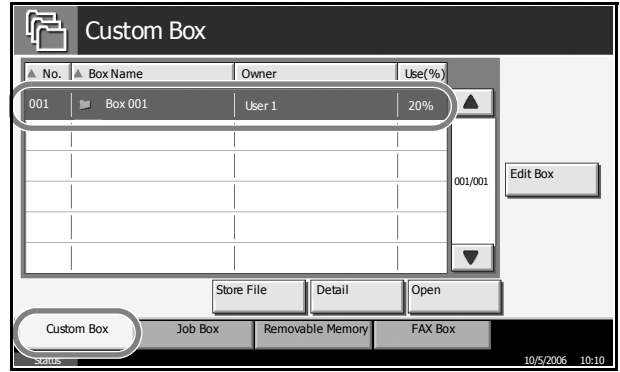 Custom Box
No. Box Name Owner Use(%)
001 Box 001 User 1 20%
001/001
Edit Box
Store File Detail Open
Custom Box Job Box Removable Memory FAX Box
Status 10/5/2006 10:10